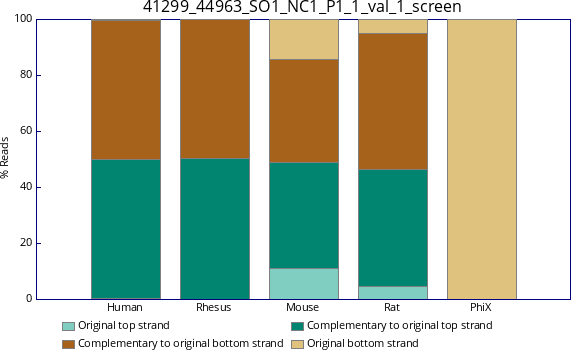 41299_44963_SO1_NC1_P1_1_val_1_screen
100
80
60
40
20
0
% Reads
Human Rhesus Mouse Rat PhiX
Original top strand Complementary to original top strand
Complementary to original bottom strand Original bottom strand